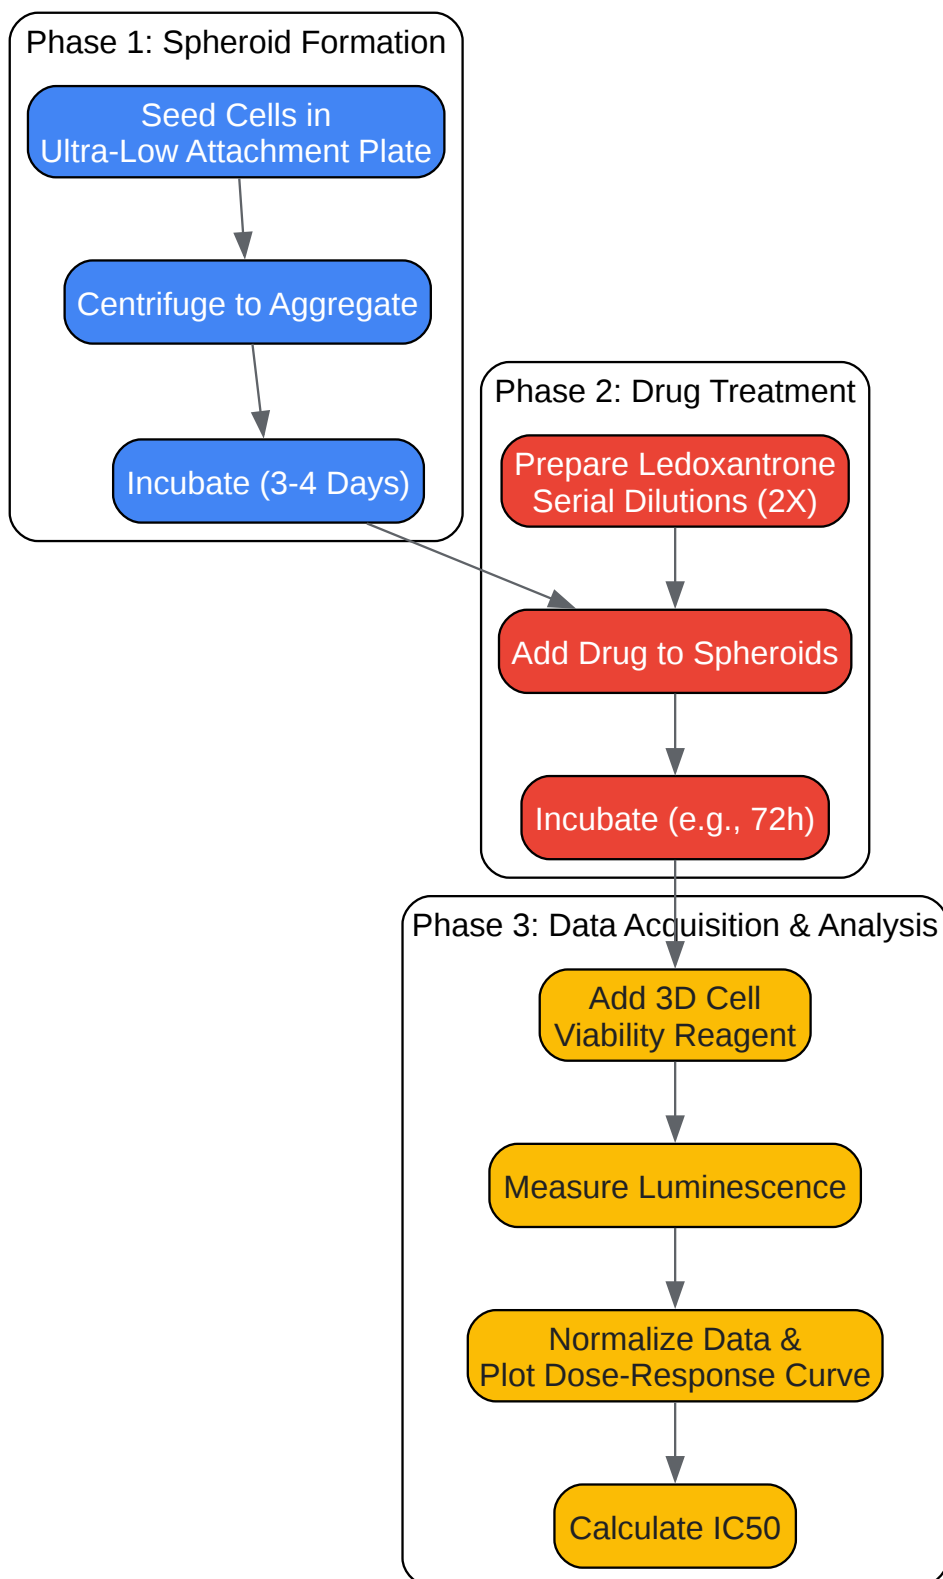 Phase 1: Spheroid Formation
Seed Cells in
Ultra-Low Attachment Plate
Centrifuge to Aggregate
Incubate (3-4 Days)
Phase 2: Drug Treatment
Prepare Ledoxantrone
Serial Dilutions (2X)
Add Drug to Spheroids
Incubate (e.g., 72h)
Phase 3: Data Acquisition & Analysis
Add 3D Cell
Viability Reagent
Measure Luminescence
Normalize Data &
Plot Dose-Response Curve
Calculate IC50